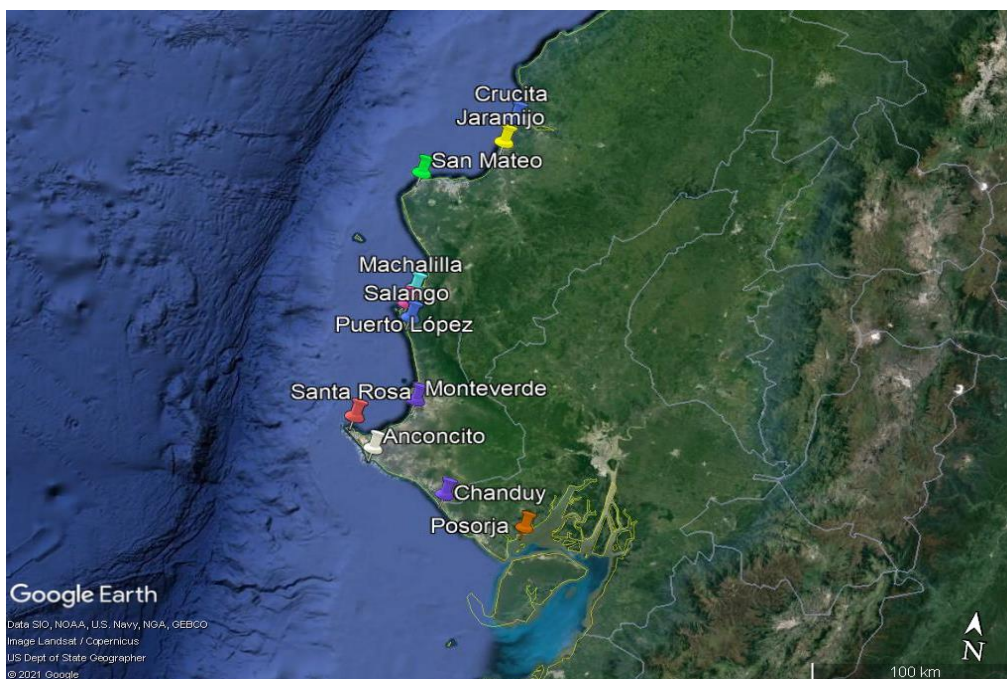 Crucita
Jaramijo
San Mateo
Machalilla
Salango
Puerto López
Santa Rosa
Monteverde
Anconcito
Chanduy
Posorja
Google Earth
Data SIO, NOAA, U.S. Navy, NGA, GEBCO
Image Landsat / Copernicus
US Dept of State Geographer
© 2021 Google
N
100 km